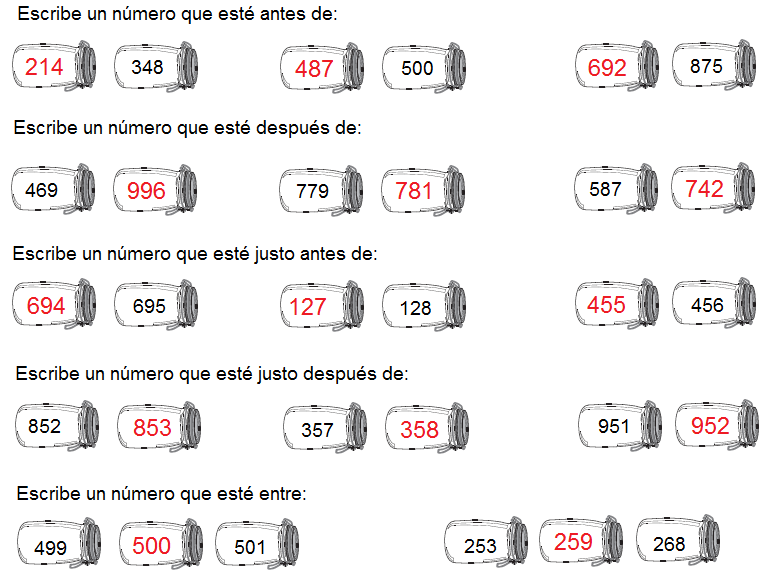 Escribe un número que esté antes de:
214 348 487 500 692 875
Escribe un número que esté después de:
469 996 779 781 587 742
Escribe un número que esté justo antes de:
694 695 127 128 455 456
Escribe un número que esté justo después de:
852 853 357 358 951 952
Escribe un número que esté entre:
499 500 501 253 259 268